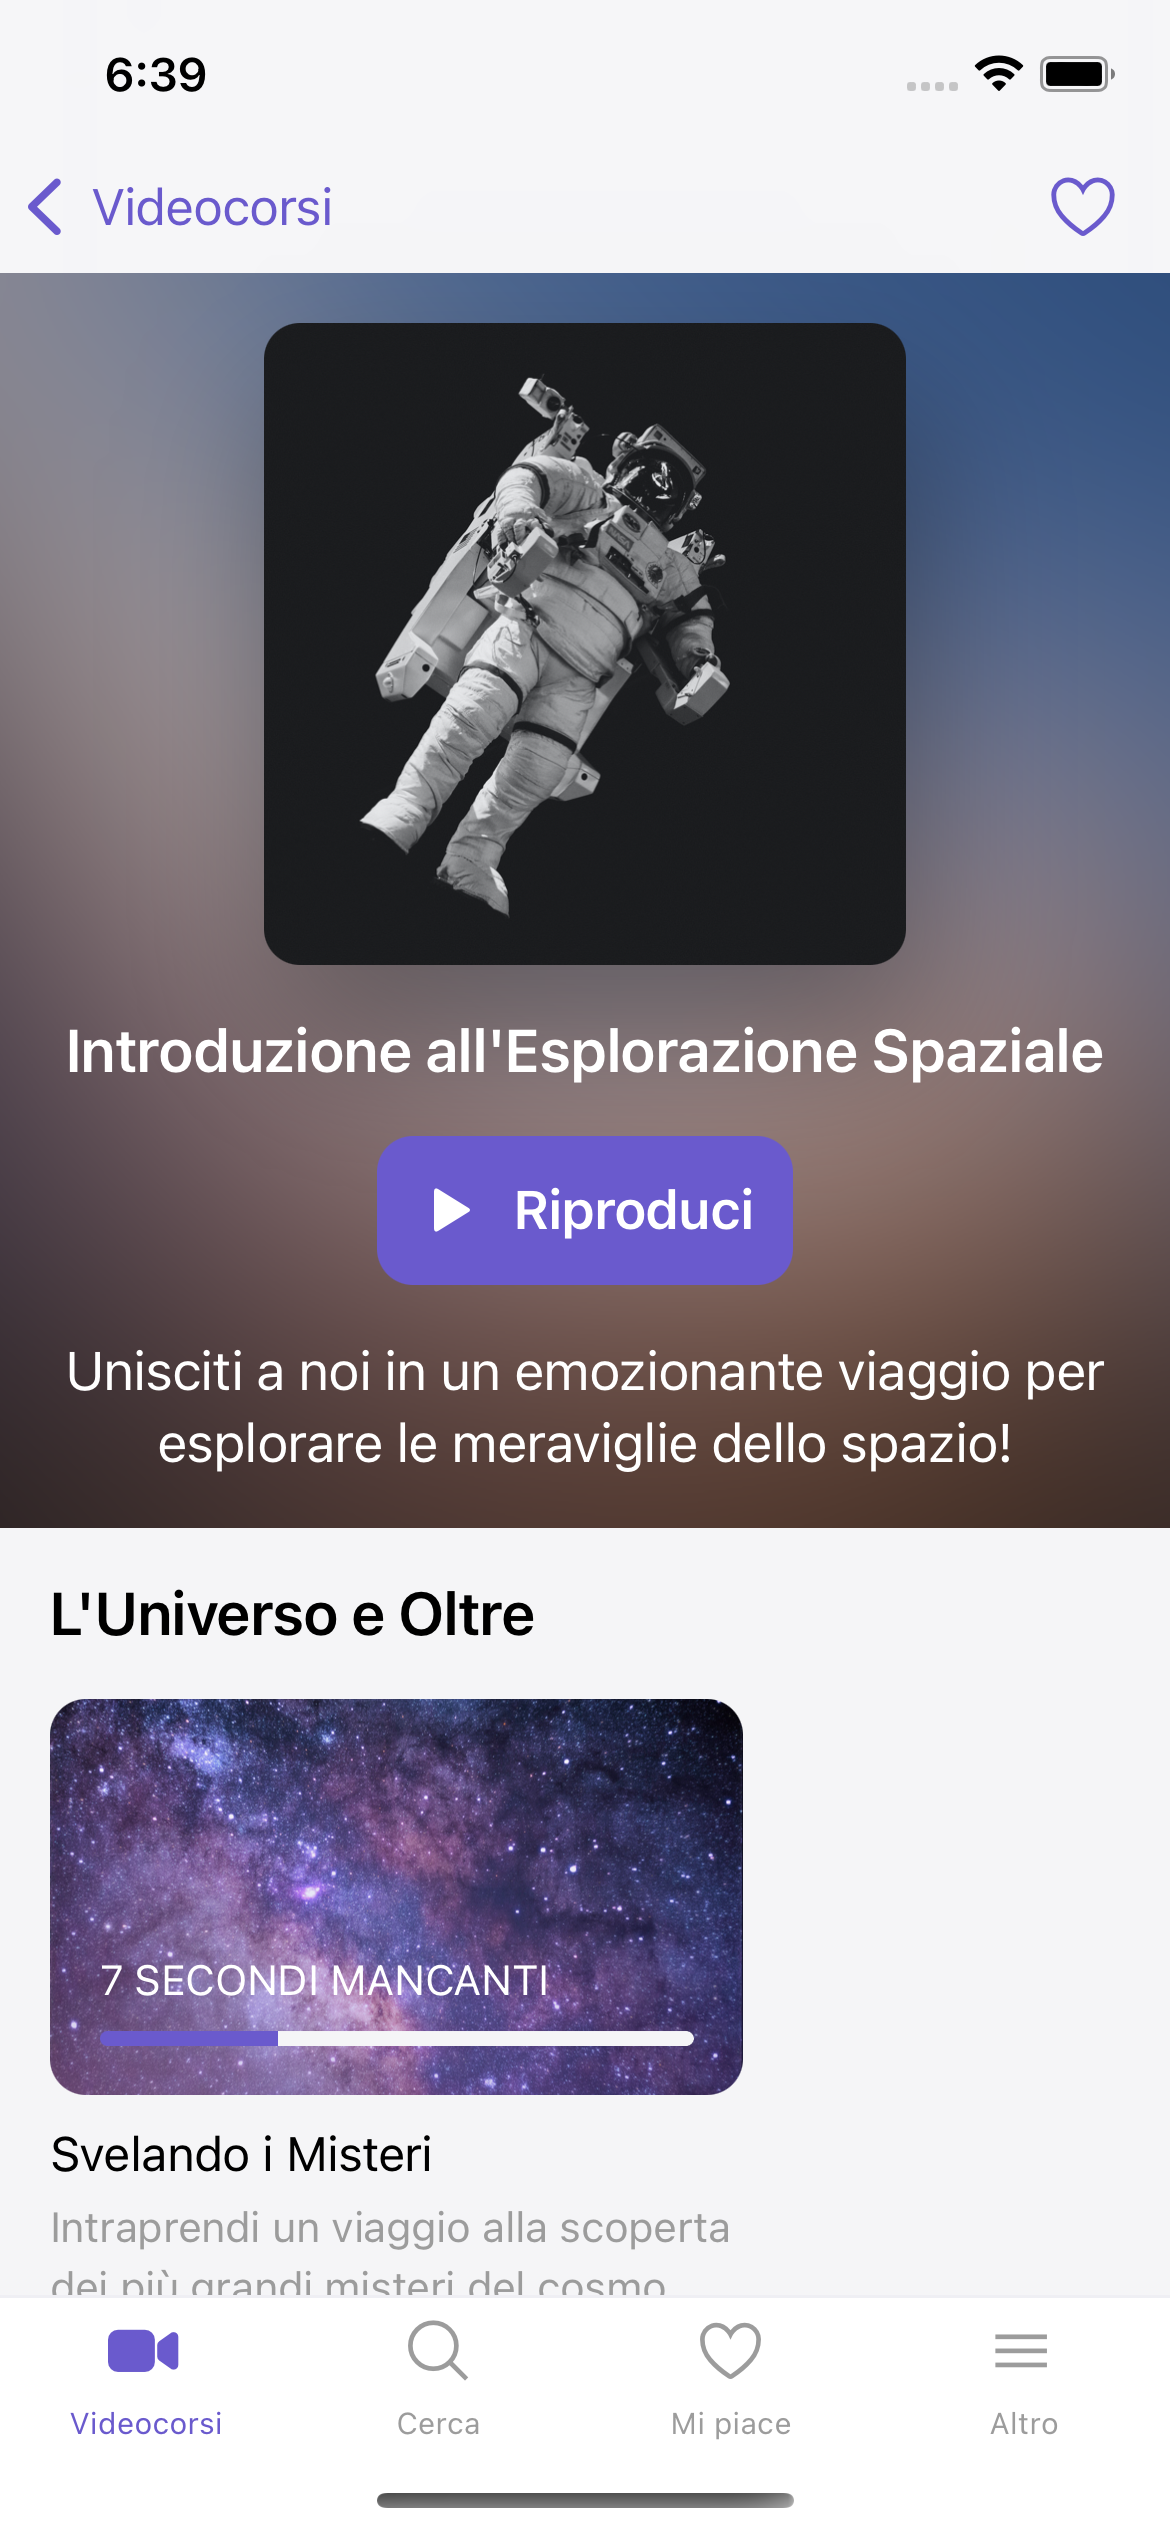 6:39
Videocorsi
Introduzione all'Esplorazione Spaziale
Riproduci
Unisciti a noi in un emozionante viaggio per
esplorare le meraviglie dello spazio!
L'Universo e Oltre
7 SECONDI MANCANTI
Svelando i Misteri
Intraprendi un viaggio alla scoperta
dei più grandi misteri del cosmo
Videocorsi
Cerca
Mi piace
Altro